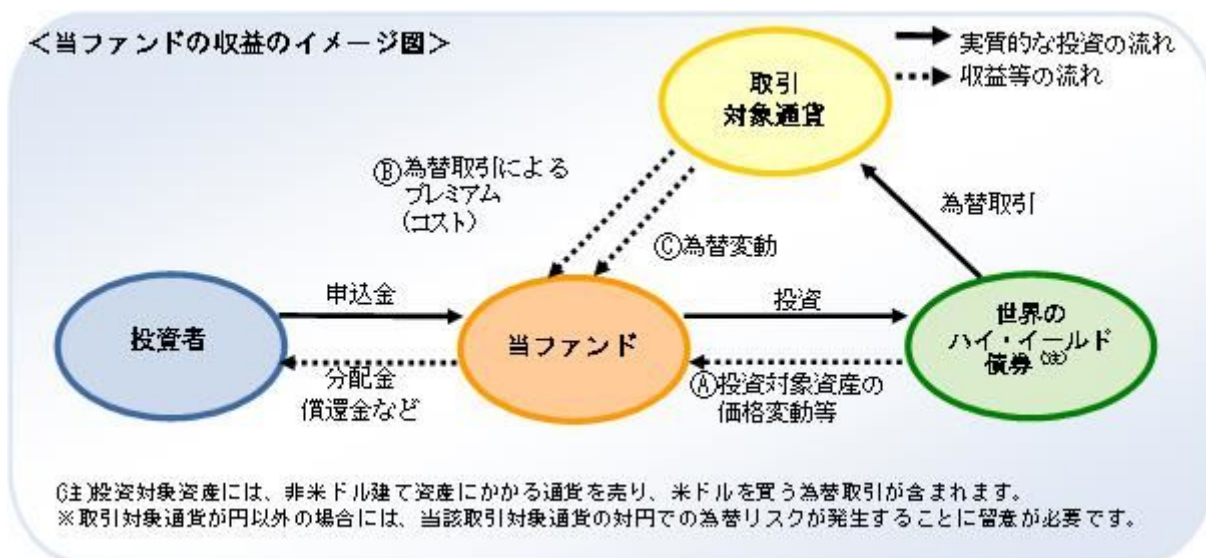 ＜当ファンドの収益のイメージ図＞
実質的な投資の流れ
収益等の流れ
取引
対象通貨
Ⓑ為替取引による
プレミアム
（コスト）
為替取引
Ⓒ為替変動
申込金
投資
投資者
当ファンド
世界の
ハイ・イールド
債券(注)
分配金
償還金など
Ⓐ投資対象資産の
価格変動等
(注)投資対象資産には、非米ドル建て資産にかかる通貨を売り、米ドルを買う為替取引が含まれます。
※取引対象通貨が円以外の場合には、当該取引対象通貨の対円での為替リスクが発生することに留意が必要です。